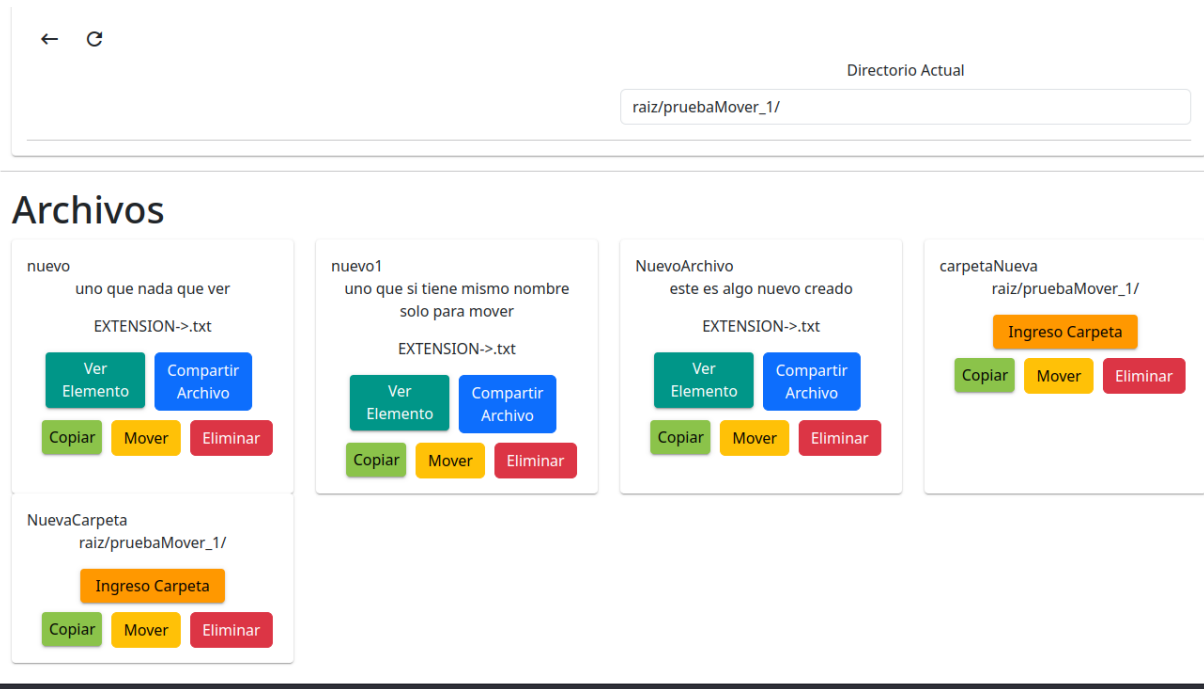 Directorio Actual
raiz/pruebaMover_1/
Archivos
nuevo
uno que nada que ver
EXTENSION->.txt
Ver
Elemento
Compartir
Archivo
Copiar
Mover
Eliminar
nuevo1
uno que si tiene mismo nombre
solo para mover
EXTENSION->.txt
Ver
Elemento
Compartir
Archivo
Copiar
Mover
Eliminar
NuevoArchivo
este es algo nuevo creado
EXTENSION->.txt
Ver
Elemento
Compartir
Archivo
Copiar
Mover
Eliminar
carpetaNueva
raiz/pruebaMover_1/
Ingreso Carpeta
Copiar
Mover
Eliminar
NuevaCarpeta
raiz/pruebaMover_1/
Ingreso Carpeta
Copiar
Mover
Eliminar